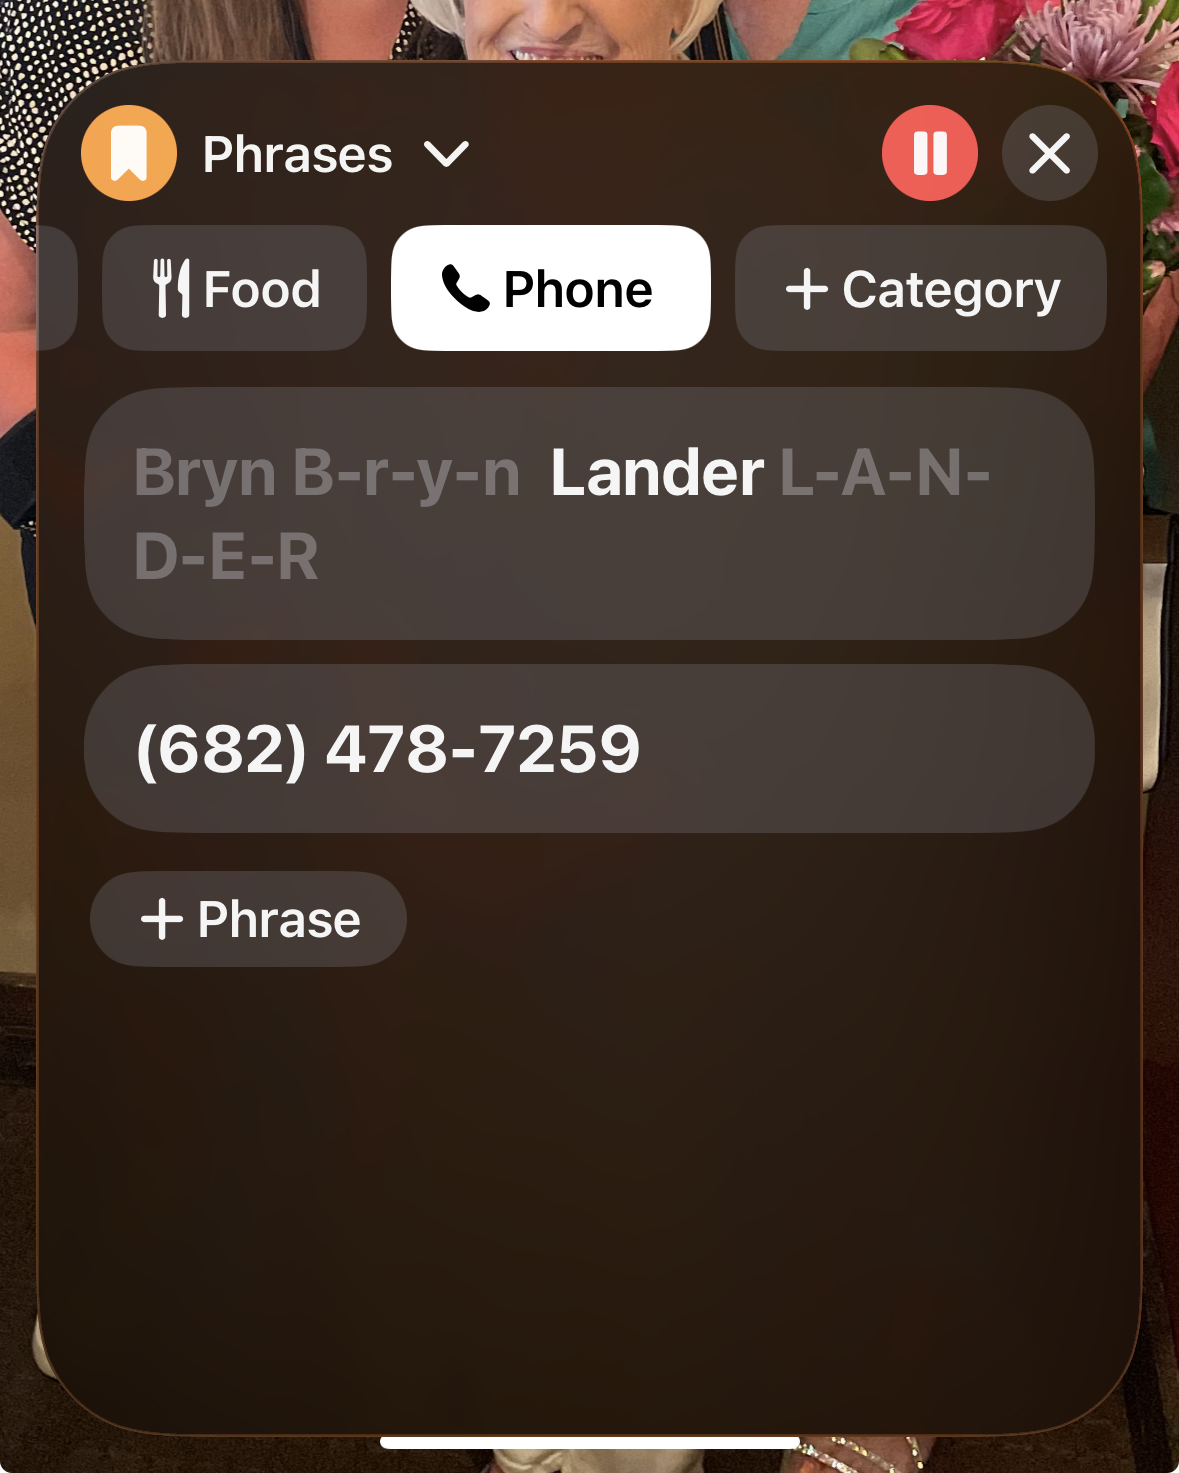 Phrases
Food
Phone
+ Category
Bryn B-r-y-n  Lander L-A-N-
D-E-R
(682) 478-7259
+ Phrase